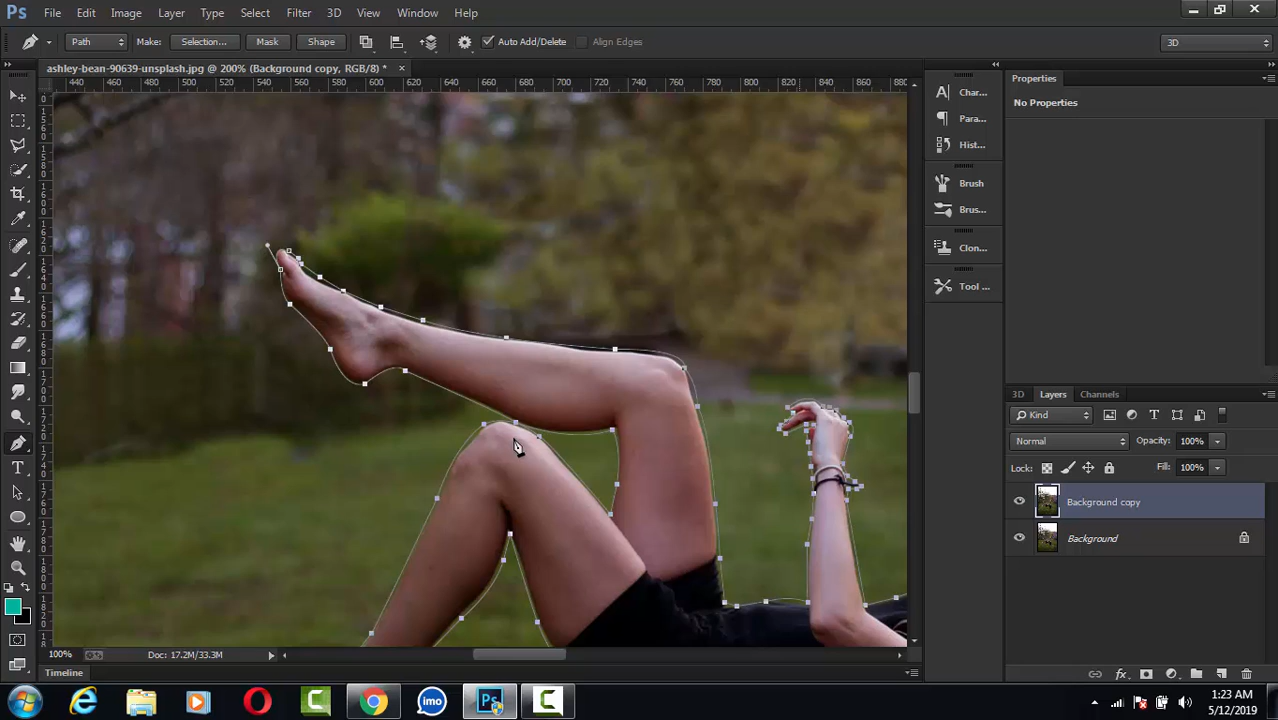 Ps File Edit Image Layer Type Select Filter 3D View Window Help
Path Make: Selection... Mask Shape Auto Add/Delete Align Edges 3D
ashley-bean-90639-unsplash.jpg @ 200% (Background copy, RGB/8) *
440 460 480 500 520 540 560 580 600 620 640 660 680 700 720 740 760 780 800 820 840 860 880
Properties
No Properties
Char...
Para...
Hist...
Brush
Brus...
Clon...
Tool ...
3D Layers Channels
Kind
Normal Opacity: 100%
Lock: Fill: 100%
Background copy
Background
100% Doc: 17.2M/33.3M
Timeline
imo Ps
1:23 AM
5/12/2019